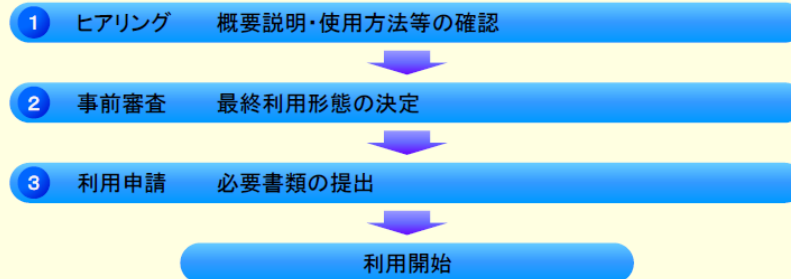 1 ヒアリング 概要説明・使用方法等の確認
2 事前審査 最終利用形態の決定
3 利用申請 必要書類の提出
利用開始